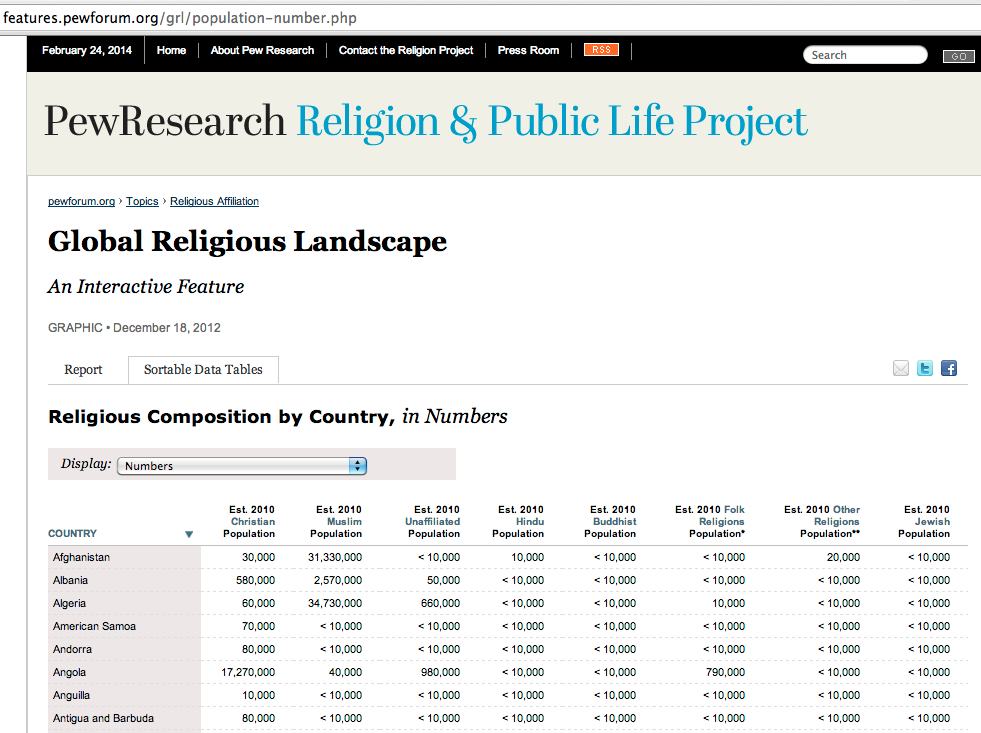 features.pewforum.org/grl/population-number.php
February 24, 2014 Home About Pew Research Contact the Religion Project Press Room RSS Search GO
PewResearch Religion & Public Life Project
pewforum.org › Topics › Religious Affiliation
Global Religious Landscape
An Interactive Feature
GRAPHIC • December 18, 2012
Report Sortable Data Tables
Religious Composition by Country, in Numbers
Display: Numbers
Est. 2010 Est. 2010 Est. 2010 Est. 2010 Est. 2010 Est. 2010 Folk Est. 2010 Other Est. 2010
Christian Muslim Unaffiliated Hindu Buddhist Religions Religions Jewish
COUNTRY Population Population Population Population Population Population* Population** Population
Afghanistan 30,000 31,330,000 < 10,000 10,000 < 10,000 < 10,000 20,000 < 10,000
Albania 580,000 2,570,000 50,000 < 10,000 < 10,000 < 10,000 < 10,000 < 10,000
Algeria 60,000 34,730,000 660,000 < 10,000 < 10,000 10,000 < 10,000 < 10,000
American Samoa 70,000 < 10,000 < 10,000 < 10,000 < 10,000 < 10,000 < 10,000 < 10,000
Andorra 80,000 < 10,000 < 10,000 < 10,000 < 10,000 < 10,000 < 10,000 < 10,000
Angola 17,270,000 40,000 980,000 < 10,000 < 10,000 790,000 < 10,000 < 10,000
Anguilla 10,000 < 10,000 < 10,000 < 10,000 < 10,000 < 10,000 < 10,000 < 10,000
Antigua and Barbuda 80,000 < 10,000 < 10,000 < 10,000 < 10,000 < 10,000 < 10,000 < 10,000